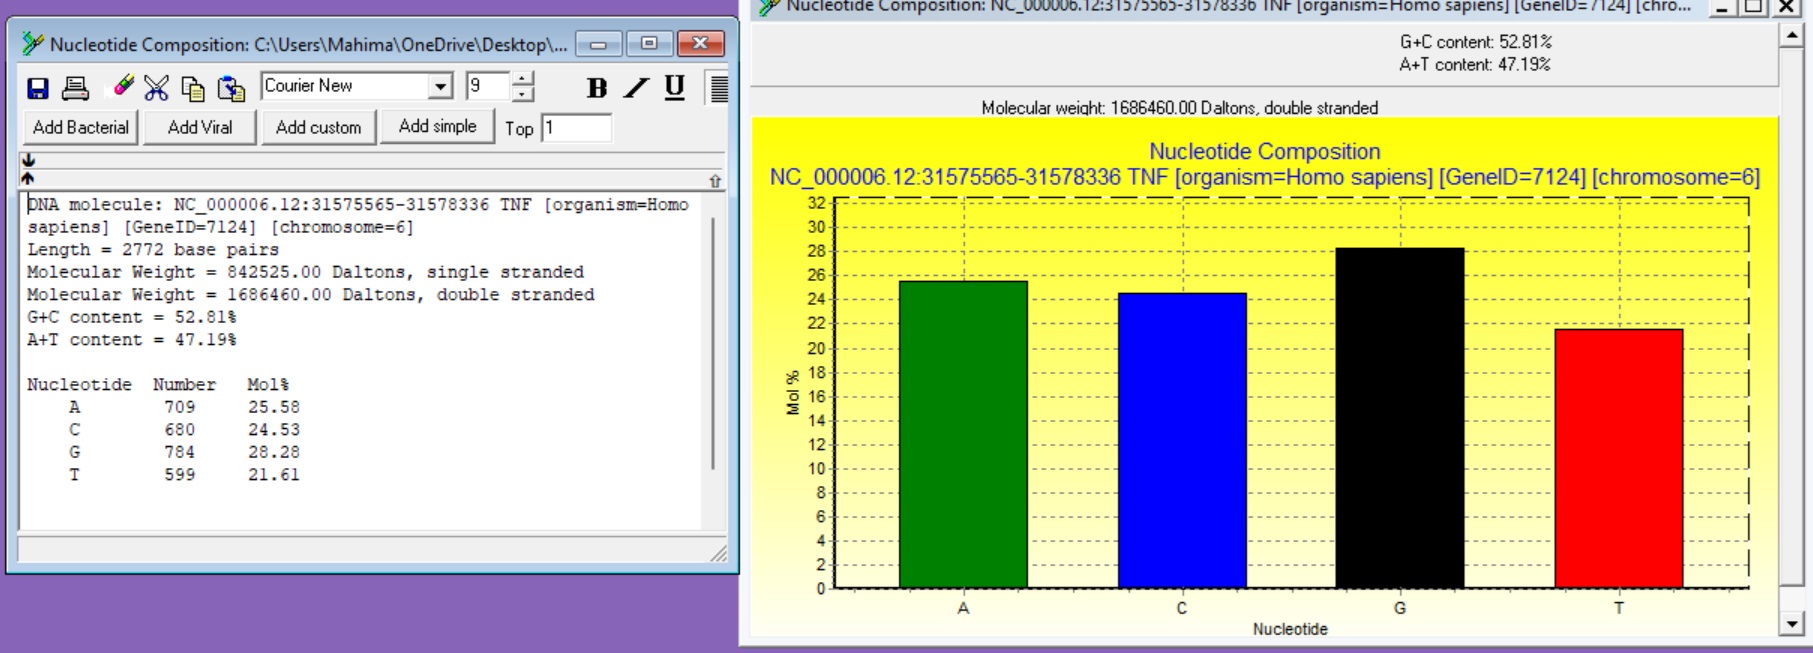 Nucleotide Composition: C:\Users\Mahima\OneDrive\Desktop\...
Courier New
9
B I U
Add Bacterial
Add Viral
Add custom
Add simple
Top 1
DNA molecule: NC_000006.12:31575565-31578336 TNF [organism=Homo
sapiens] [GeneID=7124] [chromosome=6]
Length = 2772 base pairs
Molecular Weight = 842525.00 Daltons, single stranded
Molecular Weight = 1686460.00 Daltons, double stranded
G+C content = 52.81%
A+T content = 47.19%
Nucleotide Number Mol%
A 709 25.58
C 680 24.53
G 784 28.28
T 599 21.61
Nucleotide Composition: NC_000006.12:31575565-31578336 TNF [organism=Homo sapiens] [GeneID=7124] [chro...
G+C content: 52.81%
A+T content: 47.19%
Molecular weight: 1686460.00 Daltons, double stranded
Nucleotide Composition
NC_000006.12:31575565-31578336 TNF [organism=Homo sapiens] [GeneID=7124] [chromosome=6]
32
30
28
26
24
22
20
18
16
14
12
10
8
6
4
2
0
Mol %
A
C
G
T
Nucleotide